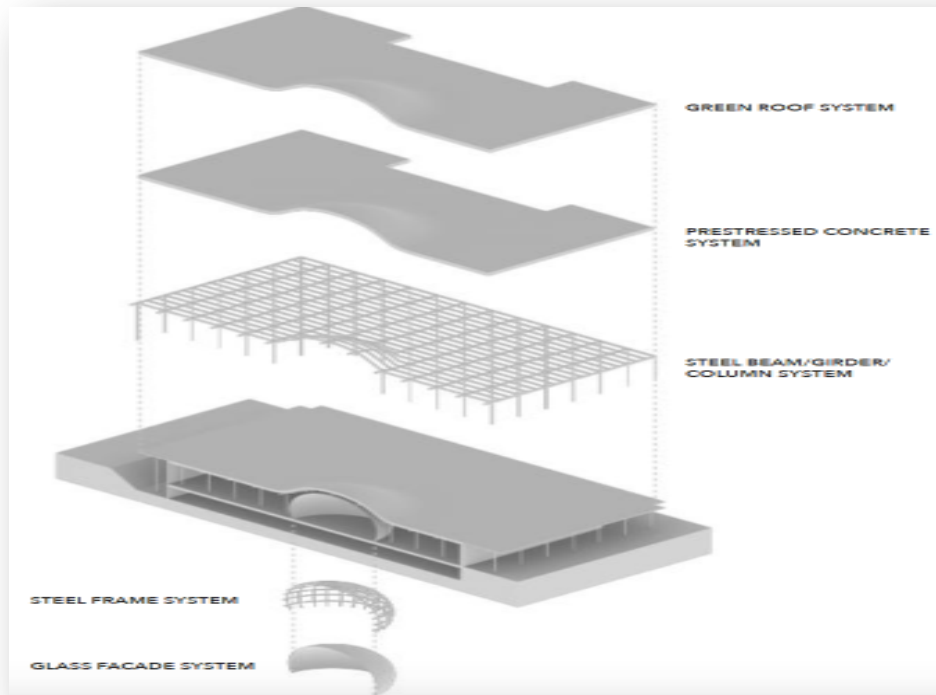 GREEN ROOF SYSTEM
PRESTRESSED CONCRETE
SYSTEM
STEEL BEAM/GIRDER/
COLUMN SYSTEM
STEEL FRAME SYSTEM
GLASS FACADE SYSTEM